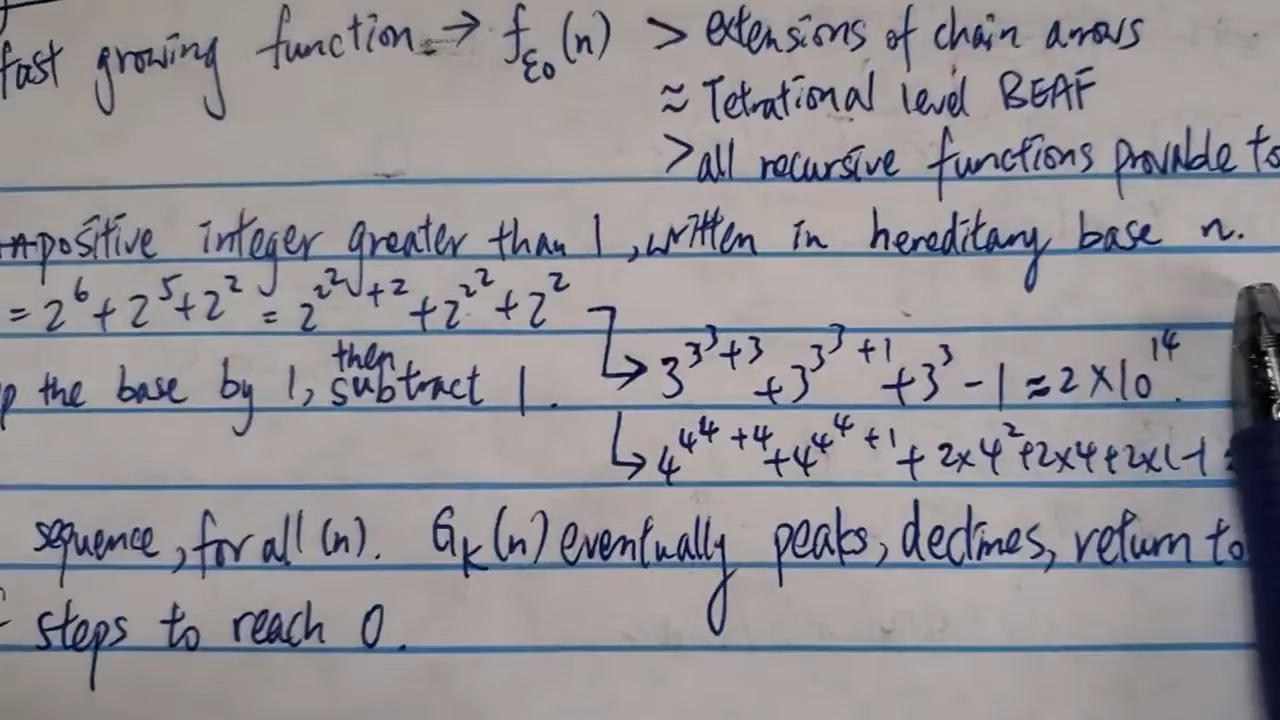 fast growing function → f_ε₀(n) > extensions of chain arrows
≈ Tetrational level BEAF
> all recursive functions provable to
positive integer greater than 1, written in hereditary base n.
= 2^6 + 2^5 + 2^2 = 2^(2^2+2) + 2^(2^2) + 2^2
↳ 3^(3^3+3) + 3^(3^3+1) + 3^3 - 1 ≈ 2 × 10^14.
p the base by 1, then subtract 1.
↳ 4^(4^4+4) + 4^(4^4+1) + 2×4^2+2×4+2×1-1
sequence, for all (n). G_k(n) eventually peaks, declines, return to
steps to reach 0.